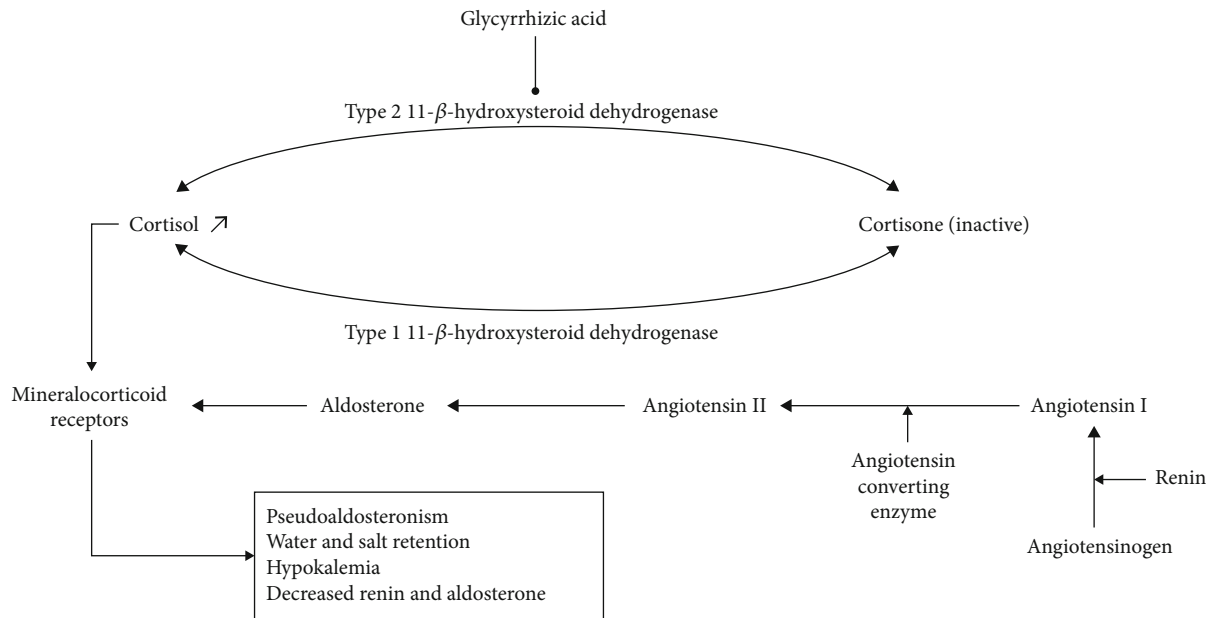 Glycyrrhizic acid
Type 2 11-β-hydroxysteroid dehydrogenase
Cortisol
Cortisone (inactive)
Type 1 11-β-hydroxysteroid dehydrogenase
Mineralocorticoid
receptors
Aldosterone
Angiotensin II
Angiotensin I
Angiotensin
converting
enzyme
Renin
Angiotensinogen
Pseudoaldosteronism
Water and salt retention
Hypokalemia
Decreased renin and aldosterone